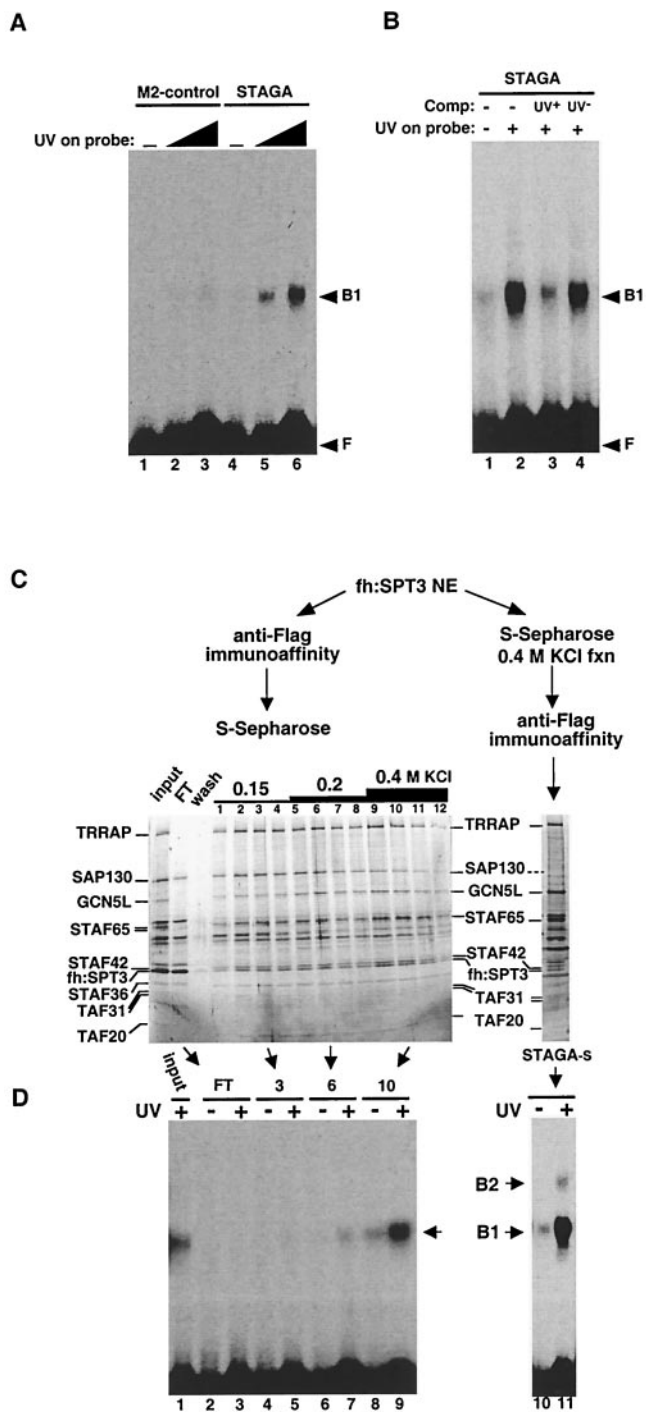 A
M2-control STAGA
UV on probe: –  –
B1
F
1 2 3 4 5 6
B
STAGA
Comp: - - UV+ UV-
UV on probe: - + + +
B1
F
1 2 3 4
C
fh:SPT3 NE
anti-Flag
immunoaffinity
S-Sepharose
S-Sepharose
0.4 M KCl fxn
anti-Flag
immunoaffinity
input FT wash 0.15 0.2 0.4 M KCl
1 2 3 4 5 6 7 8 9 10 11 12
TRRAP
SAP130
GCN5L
STAF65
STAF42
fh:SPT3
STAF36
TAF31
TAF20
TRRAP
SAP130
GCN5L
STAF65
STAF42
fh:SPT3
TAF31
TAF20
STAGA-S
D
input FT 3 6 10
UV + - + - + - + - +
1 2 3 4 5 6 7 8 9
UV
- +
B2
B1
10 11